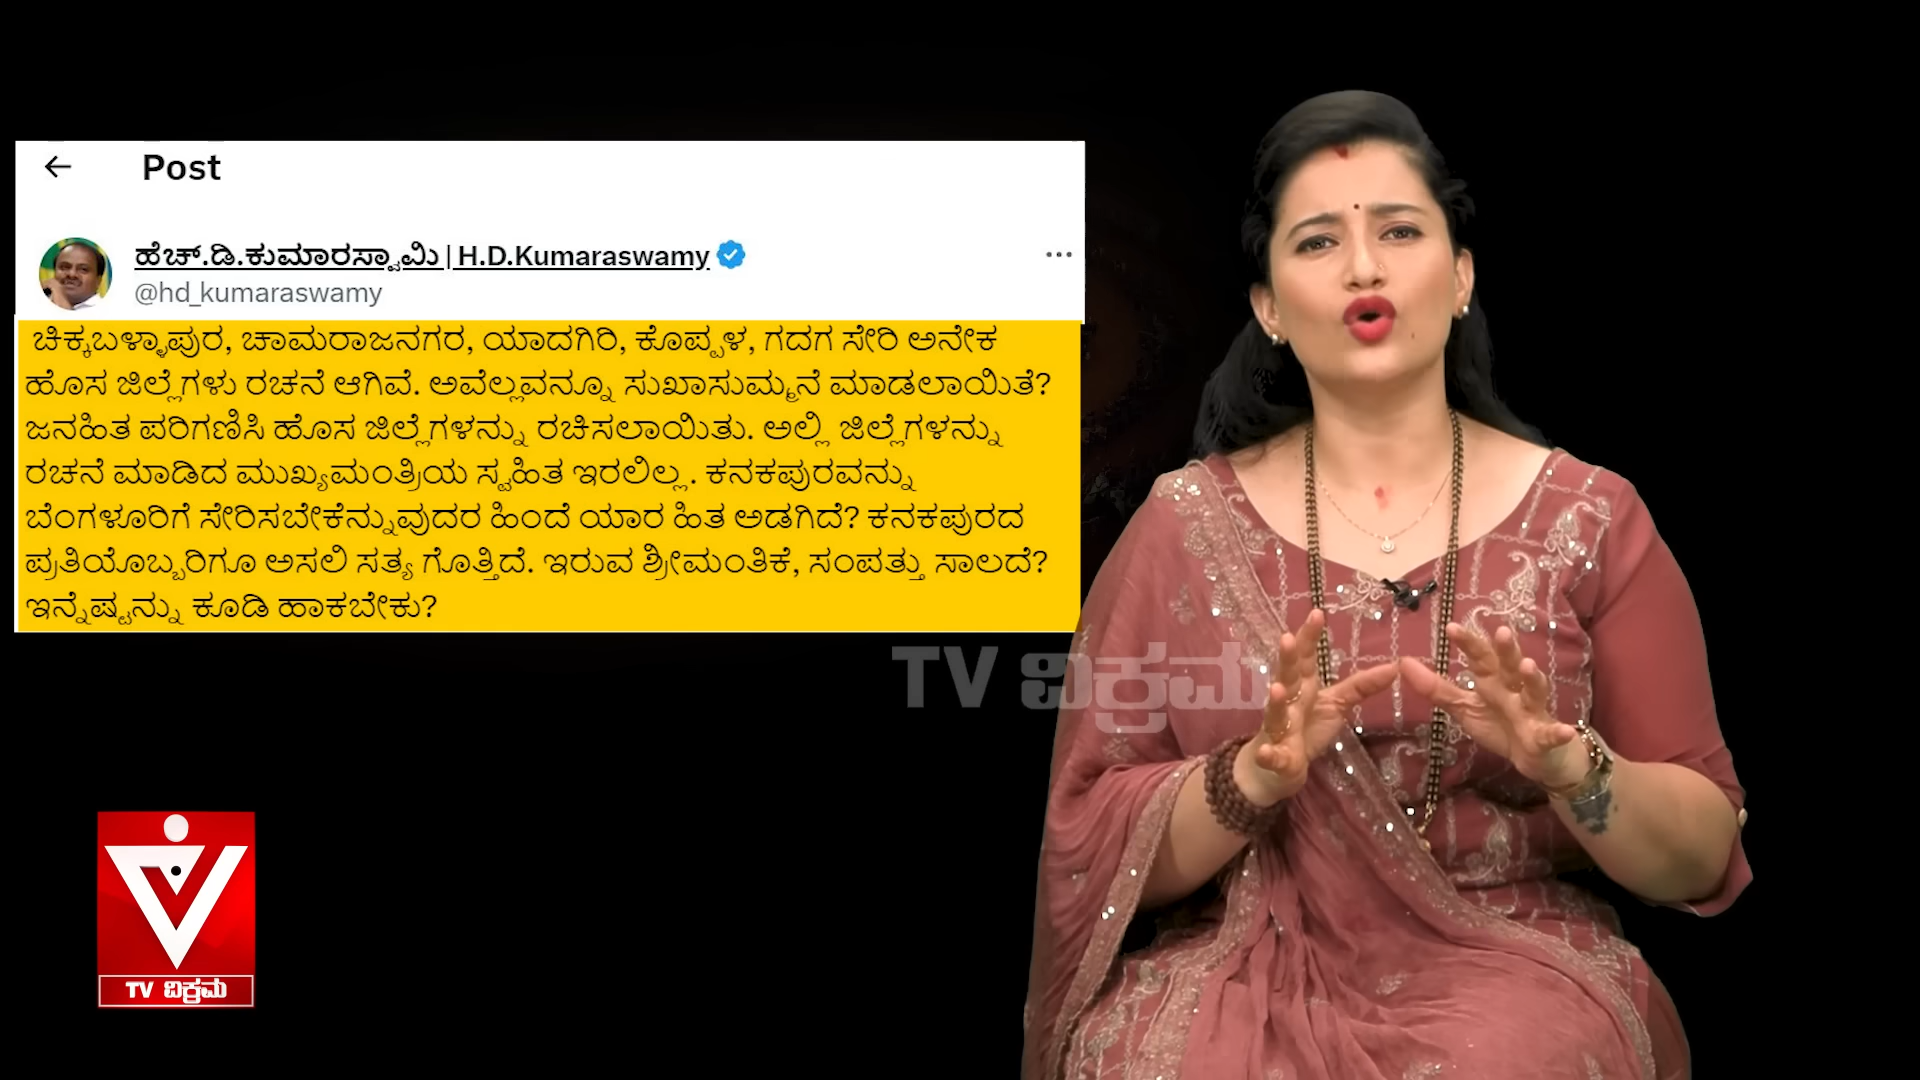 Post
ಹೆಚ್.ಡಿ.ಕುಮಾರಸ್ವಾಮಿ | H.D.Kumaraswamy
@hd_kumaraswamy
ಚಿಕ್ಕಬಳ್ಳಾಪುರ, ಚಾಮರಾಜನಗರ, ಯಾದಗಿರಿ, ಕೊಪ್ಪಳ, ಗದಗ ಸೇರಿ ಅನೇಕ
ಹೊಸ ಜಿಲ್ಲೆಗಳು ರಚನೆ ಆಗಿವೆ. ಅವೆಲ್ಲವನ್ನೂ ಸುಖಾಸುಮ್ಮನೆ ಮಾಡಲಾಯಿತೆ?
ಜನಹಿತ ಪರಿಗಣಿಸಿ ಹೊಸ ಜಿಲ್ಲೆಗಳನ್ನು ರಚಿಸಲಾಯಿತು. ಅಲ್ಲಿ ಜಿಲ್ಲೆಗಳನ್ನು
ರಚನೆ ಮಾಡಿದ ಮುಖ್ಯಮಂತ್ರಿಯ ಸ್ವಹಿತ ಇರಲಿಲ್ಲ. ಕನಕಪುರವನ್ನು
ಬೆಂಗಳೂರಿಗೆ ಸೇರಿಸಬೇಕೆನ್ನುವುದರ ಹಿಂದೆ ಯಾರ ಹಿತ ಅಡಗಿದೆ? ಕನಕಪುರದ
ಪ್ರತಿಯೊಬ್ಬರಿಗೂ ಅಸಲಿ ಸತ್ಯ ಗೊತ್ತಿದೆ. ಇರುವ ಶ್ರೀಮಂತಿಕೆ, ಸಂಪತ್ತು ಸಾಲದೆ?
ಇನ್ನೆಷ್ಟನ್ನು ಕೂಡಿ ಹಾಕಬೇಕು?
TV ವಿಕ್ರಮ
TV ವಿಕ್ರಮ